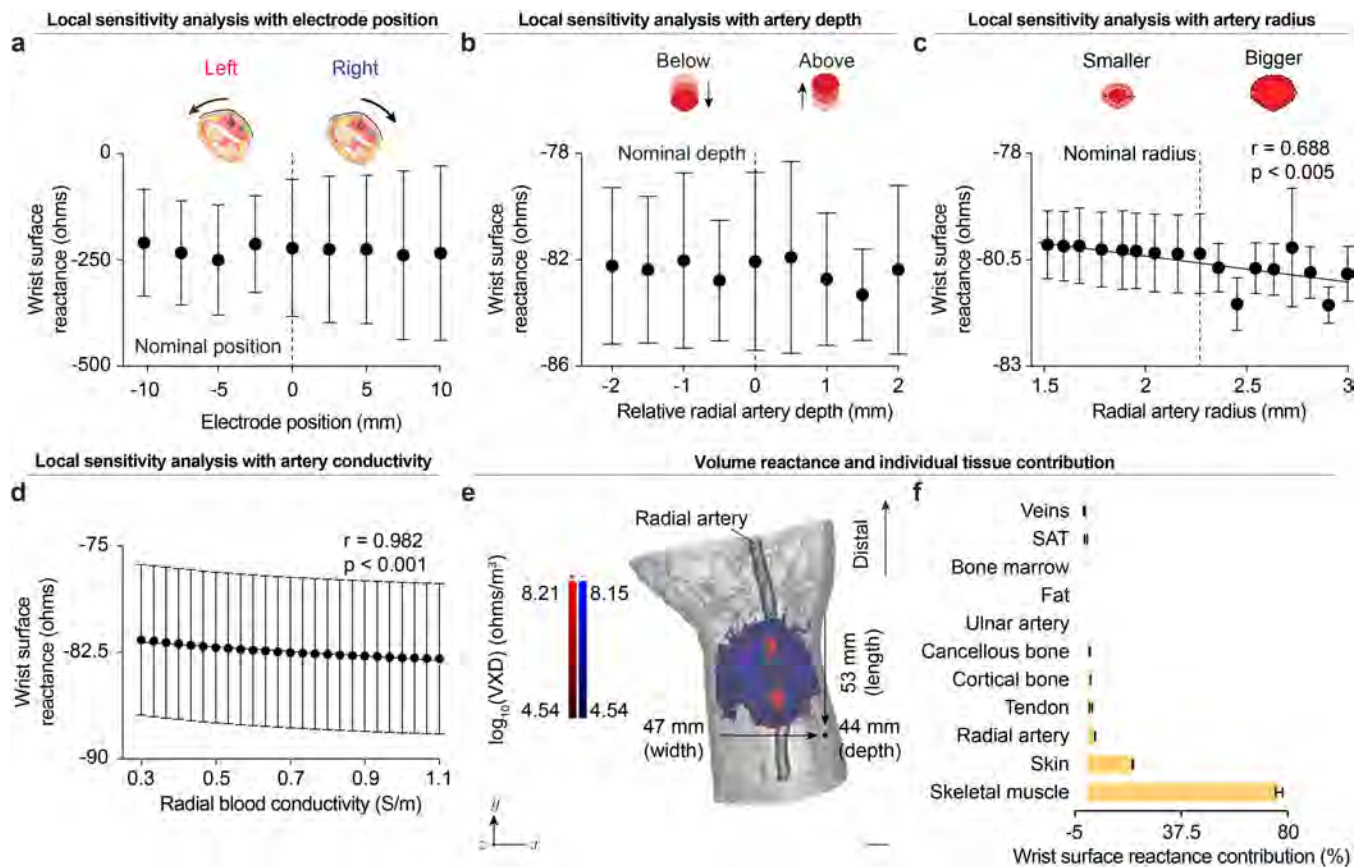 Local sensitivity analysis with electrode position
a
Left
Right
0
-250
-500
Wrist surface
reactance (ohms)
Nominal position
-10
-5
0
5
10
Electrode position (mm)
Local sensitivity analysis with artery depth
b
Below
Above
-78
-82
-86
Wrist surface
reactance (ohms)
Nominal depth
-2
-1
0
1
2
Relative radial artery depth (mm)
Local sensitivity analysis with artery radius
c
Smaller
Bigger
-78
-80.5
-83
Wrist surface
reactance (ohms)
Nominal radius
r = 0.688
p < 0.005
1.5
2
2.5
3
Radial artery radius (mm)
Local sensitivity analysis with artery conductivity
d
r = 0.982
p < 0.001
-75
-82.5
-90
Wrist surface
reactance (ohms)
0.3
0.5
0.7
0.9
1.1
Radial blood conductivity (S/m)
Volume reactance and individual tissue contribution
e
Radial artery
Distal
log₁₀(VXD) (ohms/m³)
8.21
8.15
4.54
4.54
53 mm
(length)
47 mm
(width)
44 mm
(depth)
y
z
x
f
Veins
SAT
Bone marrow
Fat
Ulnar artery
Cancellous bone
Cortical bone
Tendon
Radial artery
Skin
Skeletal muscle
-5
37.5
80
Wrist surface reactance contribution (%)